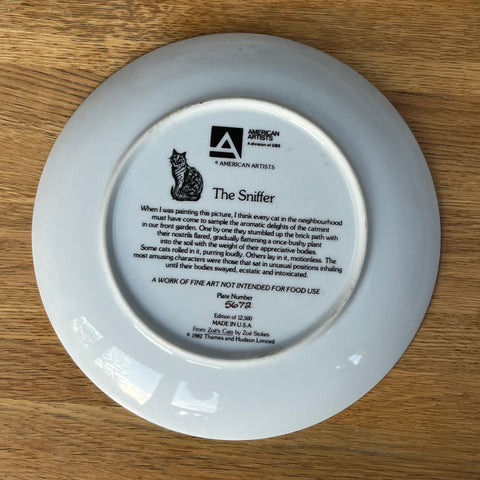 AMERICAN
ARTISTS
A division of GBS
© AMERICAN ARTISTS
The Sniffer
When I was painting this picture, I think every cat in the neighbourhood
must have come to sample the aromatic delights of the catmint
in our front garden. One by one they stumbled up the brick path with
their nostrils flared, gradually flattening a once-bushy plant
into the soil with the weight of their appreciative bodies.
Some cats rolled in it, purring loudly. Others lay in it, motionless. The
most amusing characters were those that sat in unusual positions inhaling
until their bodies swayed, ecstatic and intoxicated.
A WORK OF FINE ART NOT INTENDED FOR FOOD USE
Plate Number
5672
Edition of 12,500
MADE IN U.S.A.
From Zoë's Cats by Zoë Stokes
© 1982 Thames and Hudson Limited